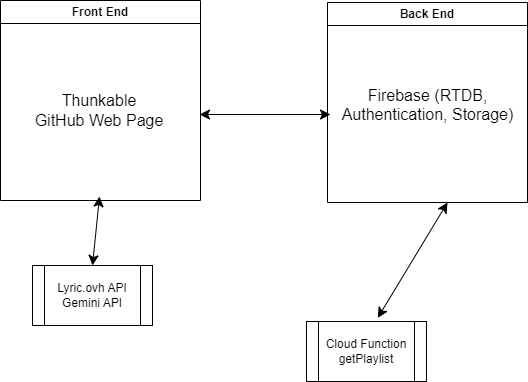 Front End
Thunkable
GitHub Web Page
Back End
Firebase (RTDB,
Authentication, Storage)
Lyric.ovh API
Gemini API
Cloud Function
getPlaylist